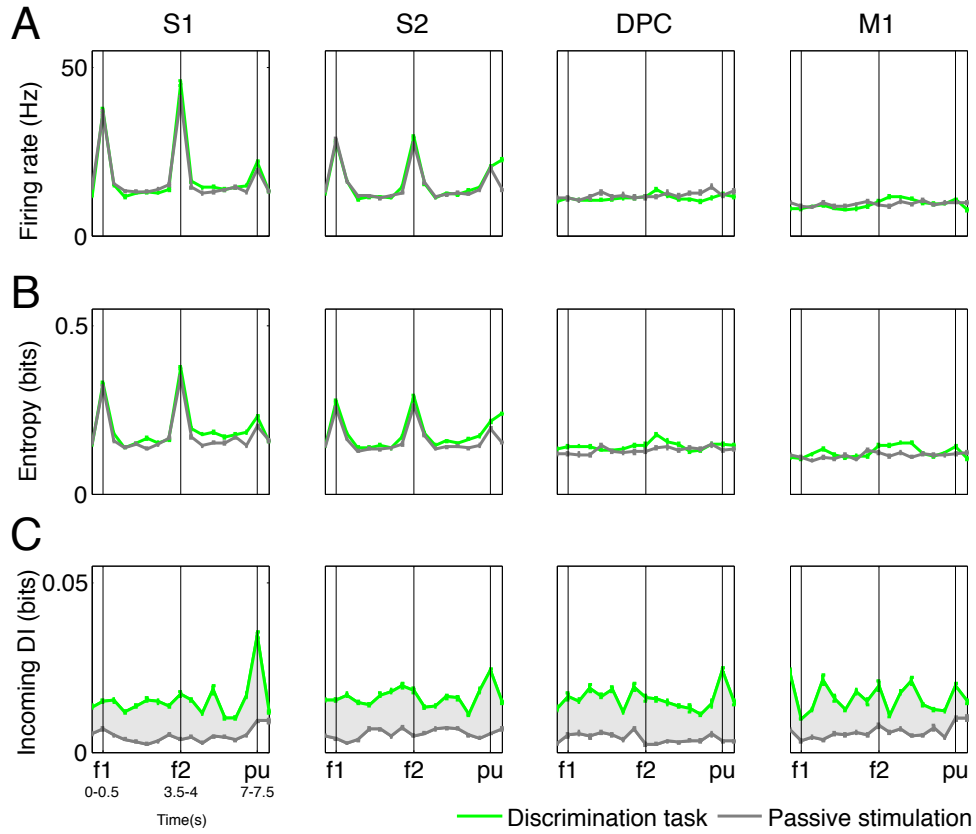 A
S1 S2 DPC M1
50
Firing rate (Hz)
0
B
0.5
Entropy (bits)
0
C
0.05
Incoming DI (bits)
0
f1 f2 pu f1 f2 pu f1 f2 pu f1 f2 pu
0-0.5 3.5-4 7-7.5
Time(s)
Discrimination task Passive stimulation